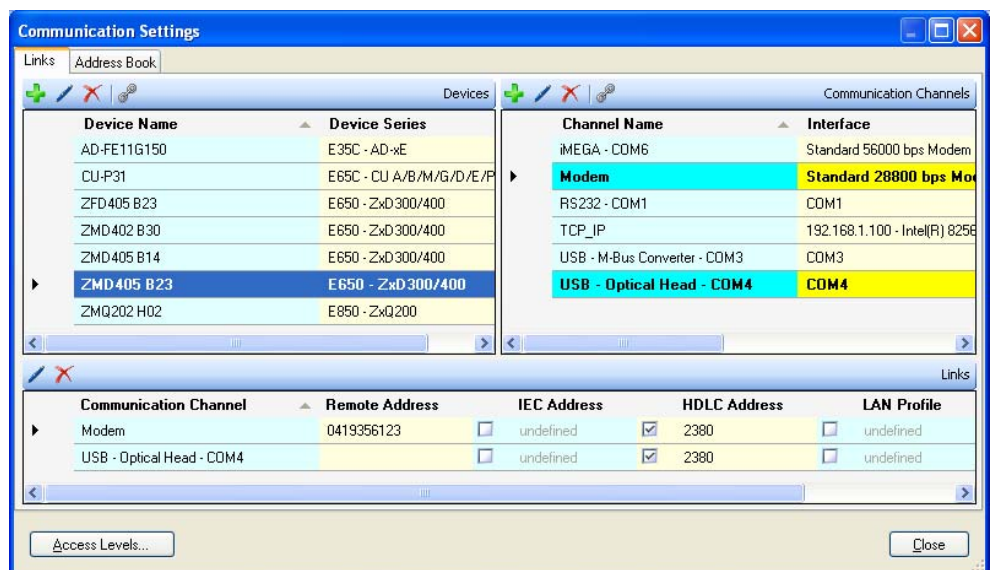 Communication Settings
Links Address Book
Devices
Communication Channels
Device Name Device Series
AD-FE11G150 E35C - AD-xE
CU-P31 E65C - CU A/B/M/G/D/E/P
ZFD405 B23 E650 - ZxD300/400
ZMD402 B30 E650 - ZxD300/400
ZMD405 B14 E650 - ZxD300/400
ZMD405 B23 E650 - ZxD300/400
ZMQ202 H02 E850 - ZxQ200
Channel Name Interface
iMEGA - COM6 Standard 56000 bps Modem
Modem Standard 28800 bps Mo
RS232 - COM1 COM1
TCP_IP 192.168.1.100 - Intel(R) 8256
USB - M-Bus Converter - COM3 COM3
USB - Optical Head - COM4 COM4
Links
Communication Channel Remote Address IEC Address HDLC Address LAN Profile
Modem 0419356123 undefined 2380 undefined
USB - Optical Head - COM4 undefined 2380 undefined
Access Levels... Close